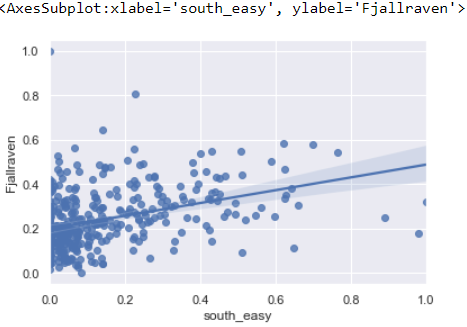 <AxesSubplot:xlabel='south_easy', ylabel='Fjallraven'>
1.0
0.8
0.6
0.4
0.2
0.0
Fjallraven
0.0 0.2 0.4 0.6 0.8 1.0
south_easy